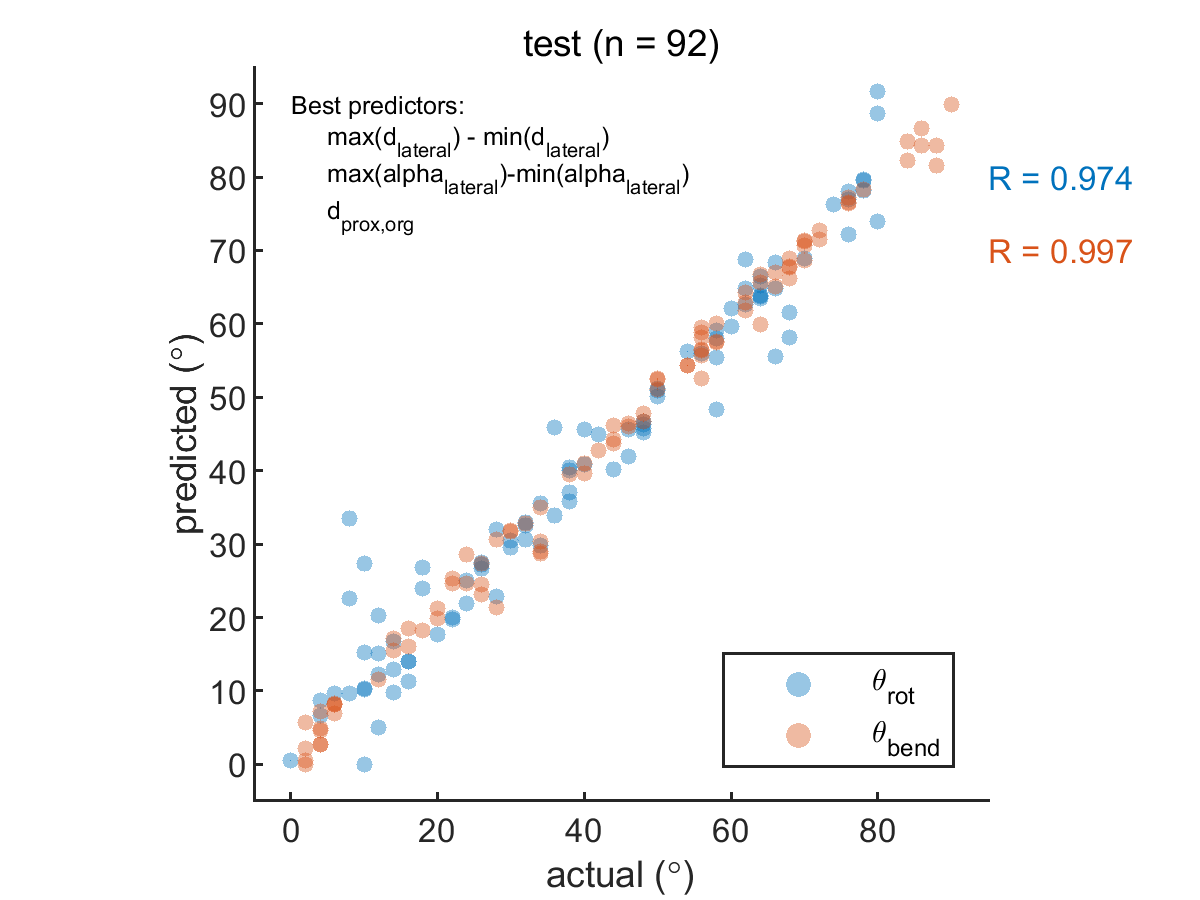 test (n = 92)
Best predictors:
max(d_lateral) - min(d_lateral)
max(alpha_lateral)-min(alpha_lateral)
d_prox,org
R = 0.974
R = 0.997
90
80
70
60
50
40
30
20
10
0
predicted (°)
θ_rot
θ_bend
0 20 40 60 80
actual (°)